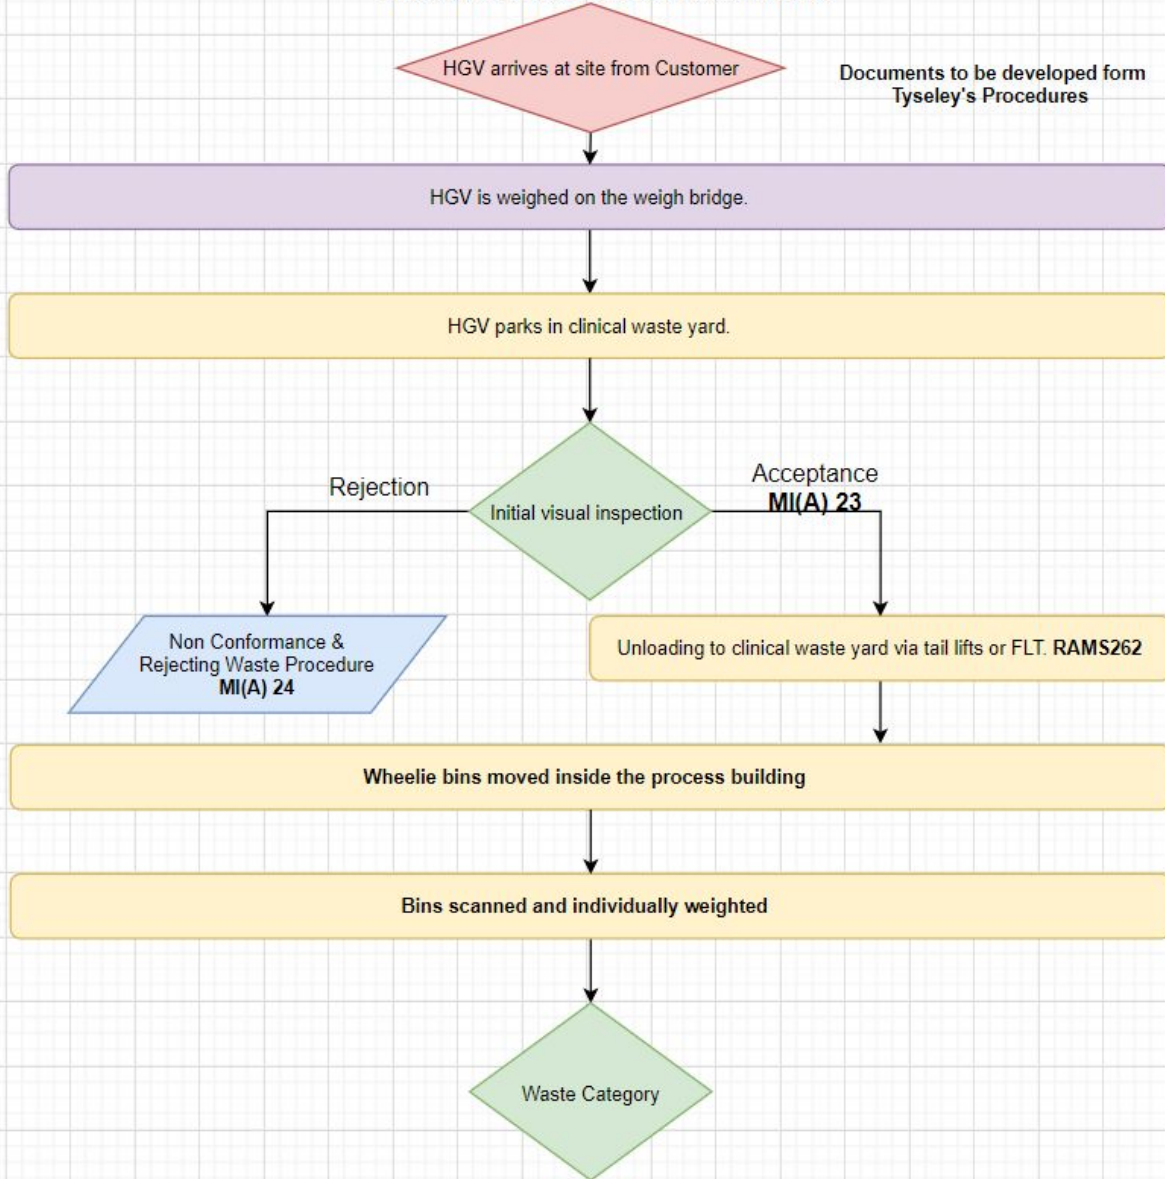 HGV arrives at site from Customer
Documents to be developed form
Tyseley's Procedures
HGV is weighed on the weigh bridge.
HGV parks in clinical waste yard.
Rejection
Initial visual inspection
Acceptance
MI(A) 23
Non Conformance &
Rejecting Waste Procedure
MI(A) 24
Unloading to clinical waste yard via tail lifts or FLT. RAMS262
Wheelie bins moved inside the process building
Bins scanned and individually weighted
Waste Category